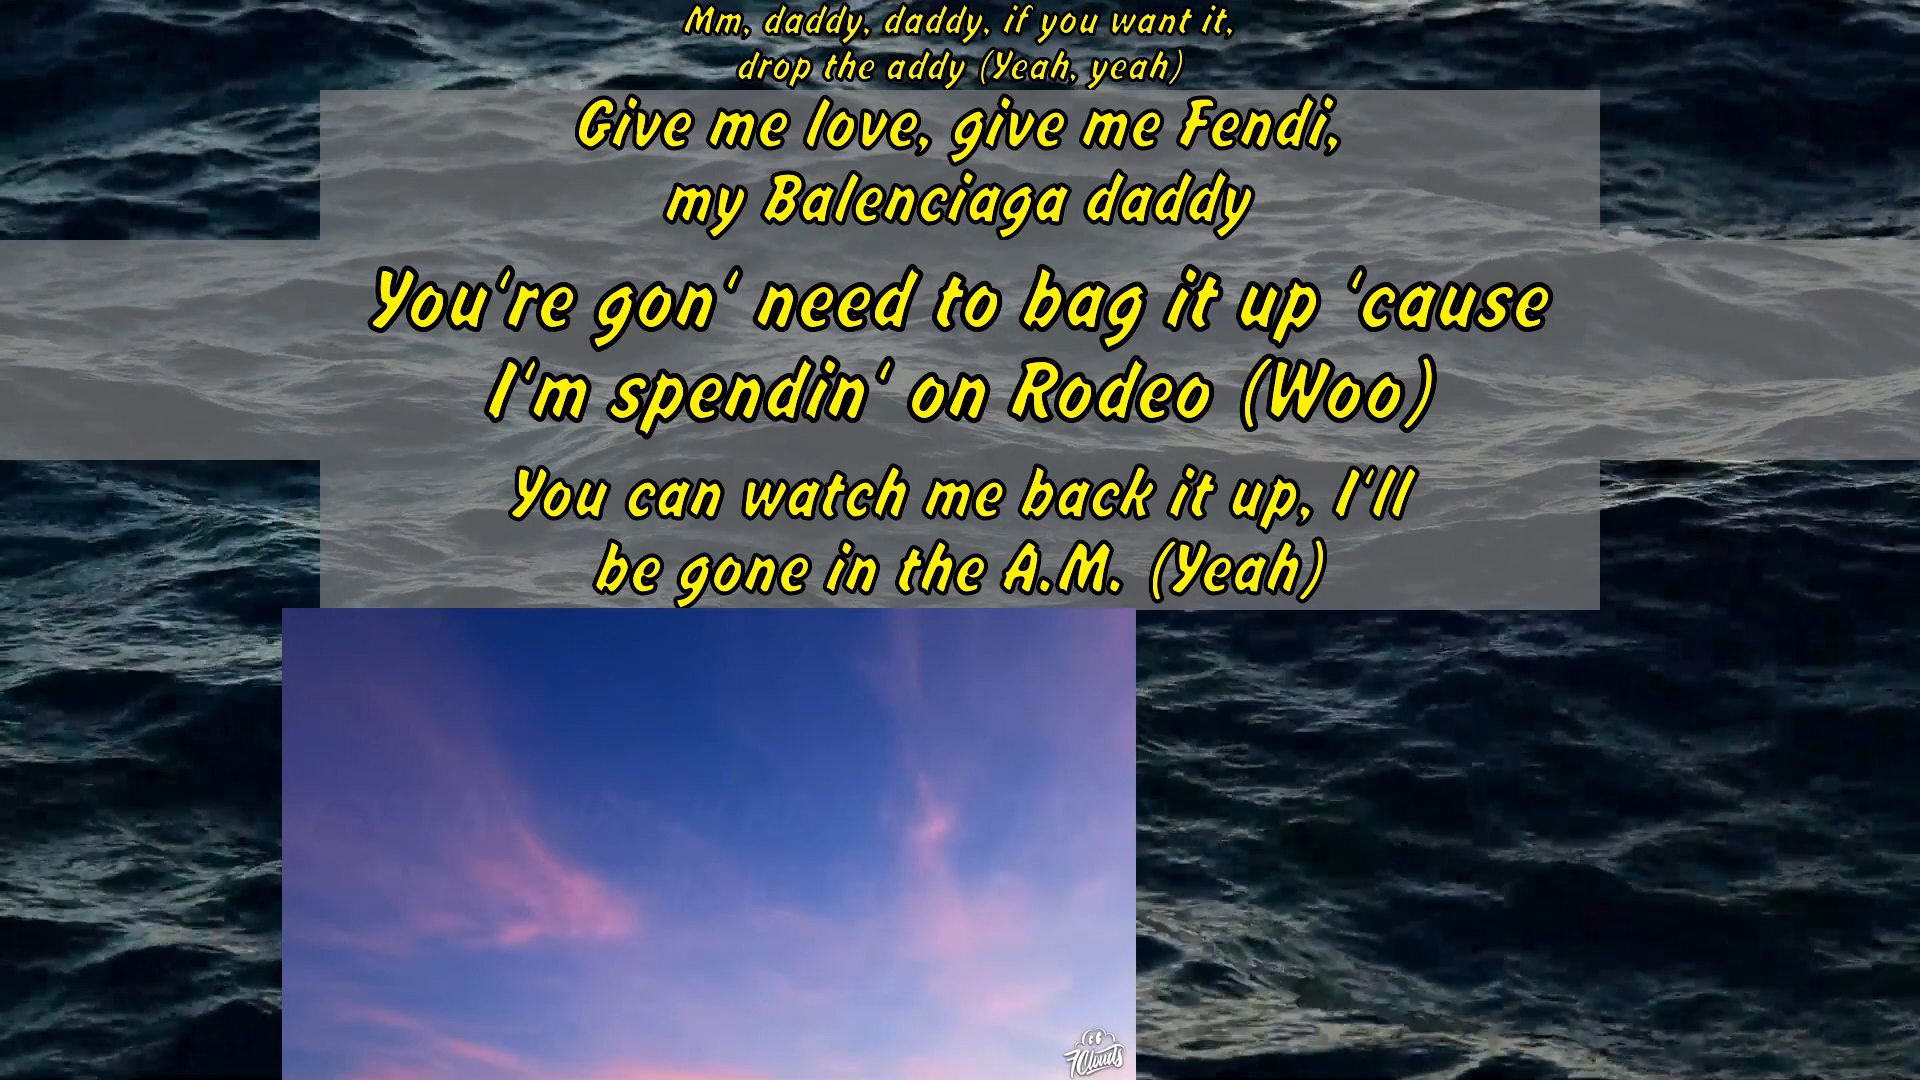 Mm, daddy, daddy, if you want it,
drop the addy (Yeah, yeah)
Give me love, give me Fendi,
my Balenciaga daddy
You're gon' need to bag it up 'cause
I'm spendin' on Rodeo (Woo)
You can watch me back it up, I'll
be gone in the A.M. (Yeah)
7Clouds